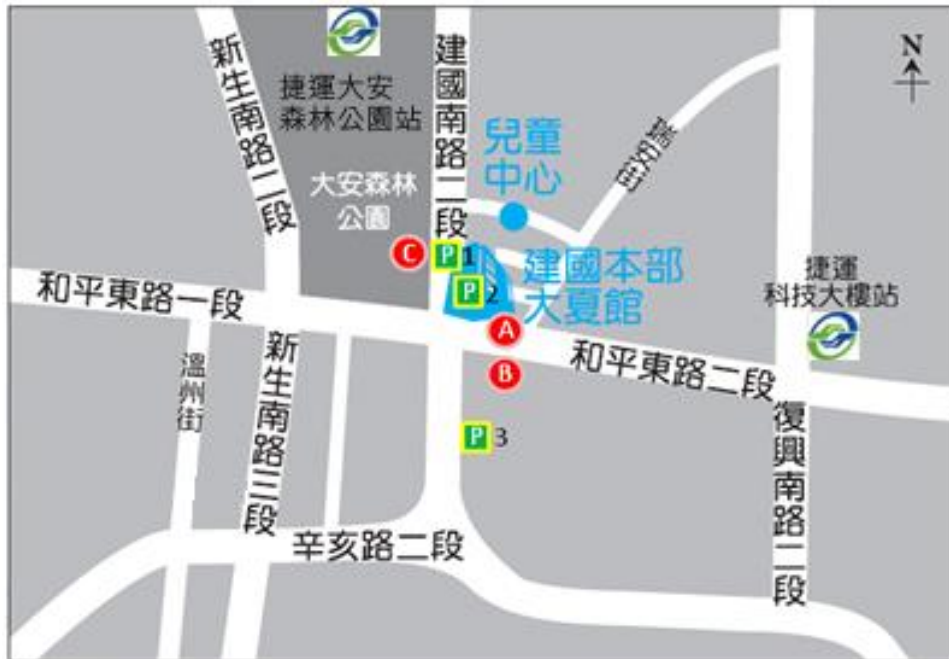 新生南路二段
捷運大安
森林公園站
大安森林
公園
建國南路二段
兒童
中心
瑞安街
N
C
P 1
P 2
建國本部
大夏館
捷運
科技大樓站
A
B
P 3
和平東路一段
和平東路二段
溫州街
新生南路三段
辛亥路二段
復興南路二段